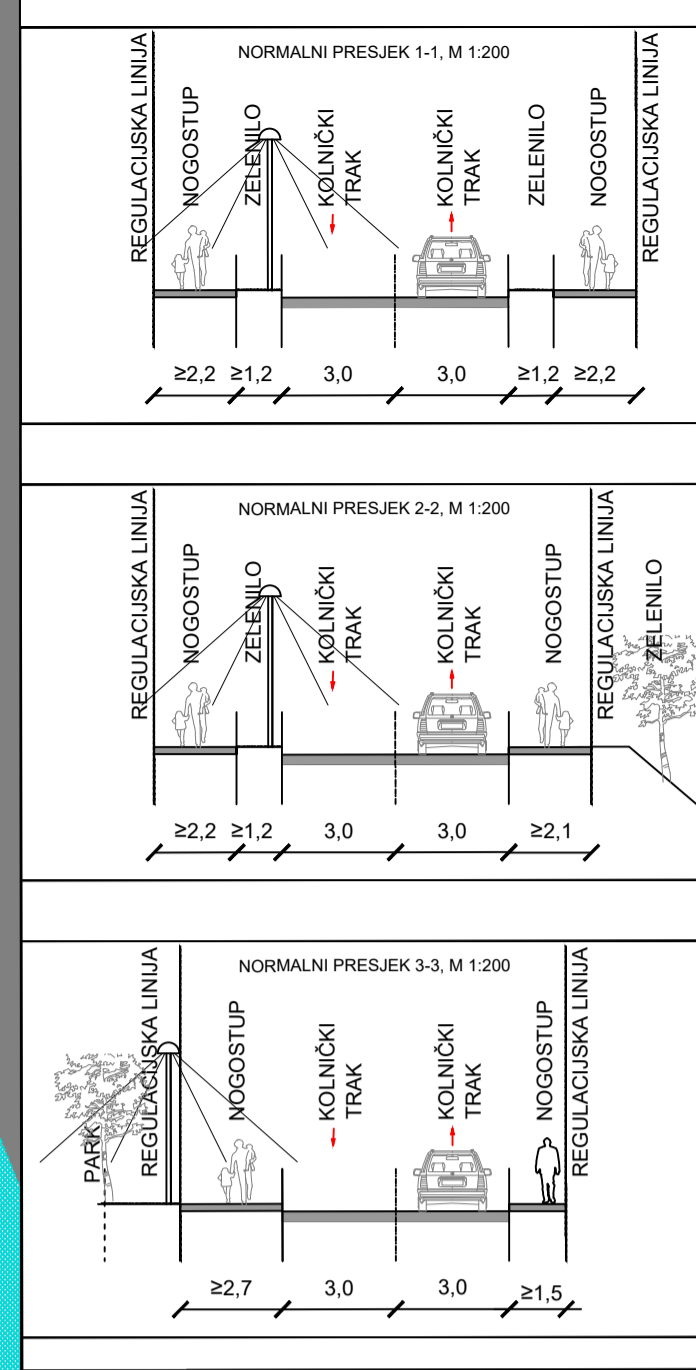 NORMALNI PRESJEK 1-1, M 1:200
REGULACIJSKA LINIJA
NOGOSTUP
ZELENILO
KOLNIČKI
TRAK
KOLNIČKI
TRAK
ZELENILO
NOGOSTUP
REGULACIJSKA LINIJA
≥2,2 ≥1,2 3,0 3,0 ≥1,2 ≥2,2
NORMALNI PRESJEK 2-2, M 1:200
REGULACIJSKA LINIJA
NOGOSTUP
ZELENILO
KOLNIČKI
TRAK
KOLNIČKI
TRAK
NOGOSTUP
REGULACIJSKA LINIJA
ZELENILO
≥2,2 ≥1,2 3,0 3,0 ≥2,1
NORMALNI PRESJEK 3-3, M 1:200
PARK
REGULACIJSKA LINIJA
NOGOSTUP
KOLNIČKI
TRAK
KOLNIČKI
TRAK
NOGOSTUP
REGULACIJSKA LINIJA
≥2,7 3,0 3,0 ≥1,5